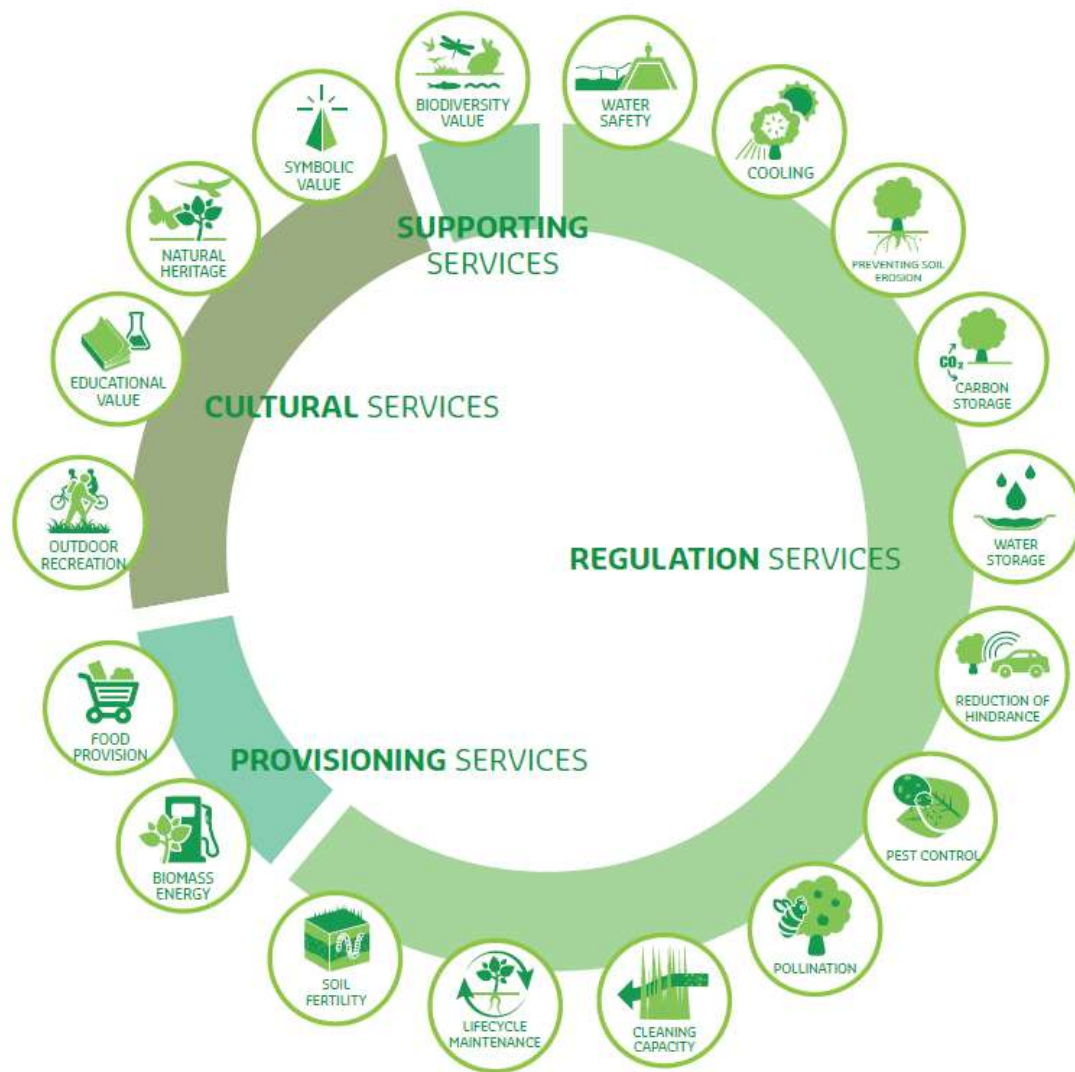 BIODIVERSITY
VALUE
WATER
SAFETY
COOLING
PREVENTING SOIL
EROSION
CO₂
CARBON
STORAGE
WATER
STORAGE
REDUCTION OF
HINDRANCE
PEST CONTROL
POLLINATION
CLEANING
CAPACITY
LIFECYCLE
MAINTENANCE
SOIL
FERTILITY
BIOMASS
ENERGY
FOOD
PROVISION
OUTDOOR
RECREATION
EDUCATIONAL
VALUE
NATURAL
HERITAGE
SYMBOLIC
VALUE
SUPPORTING
SERVICES
CULTURAL SERVICES
REGULATION SERVICES
PROVISIONING SERVICES